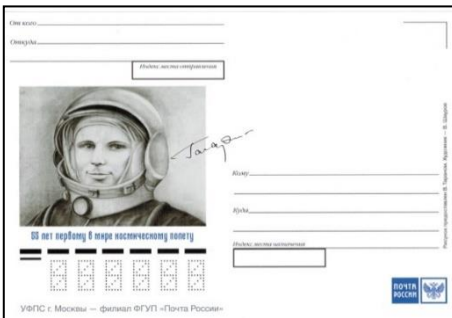 От кого
Откуда
Индекс места отправления
55 лет первому в мире космическому полету
Кому
Куда
Индекс места назначения
ПОЧТА
РОССИИ
УФПС г. Москвы — филиал ФГУП «Почта России»